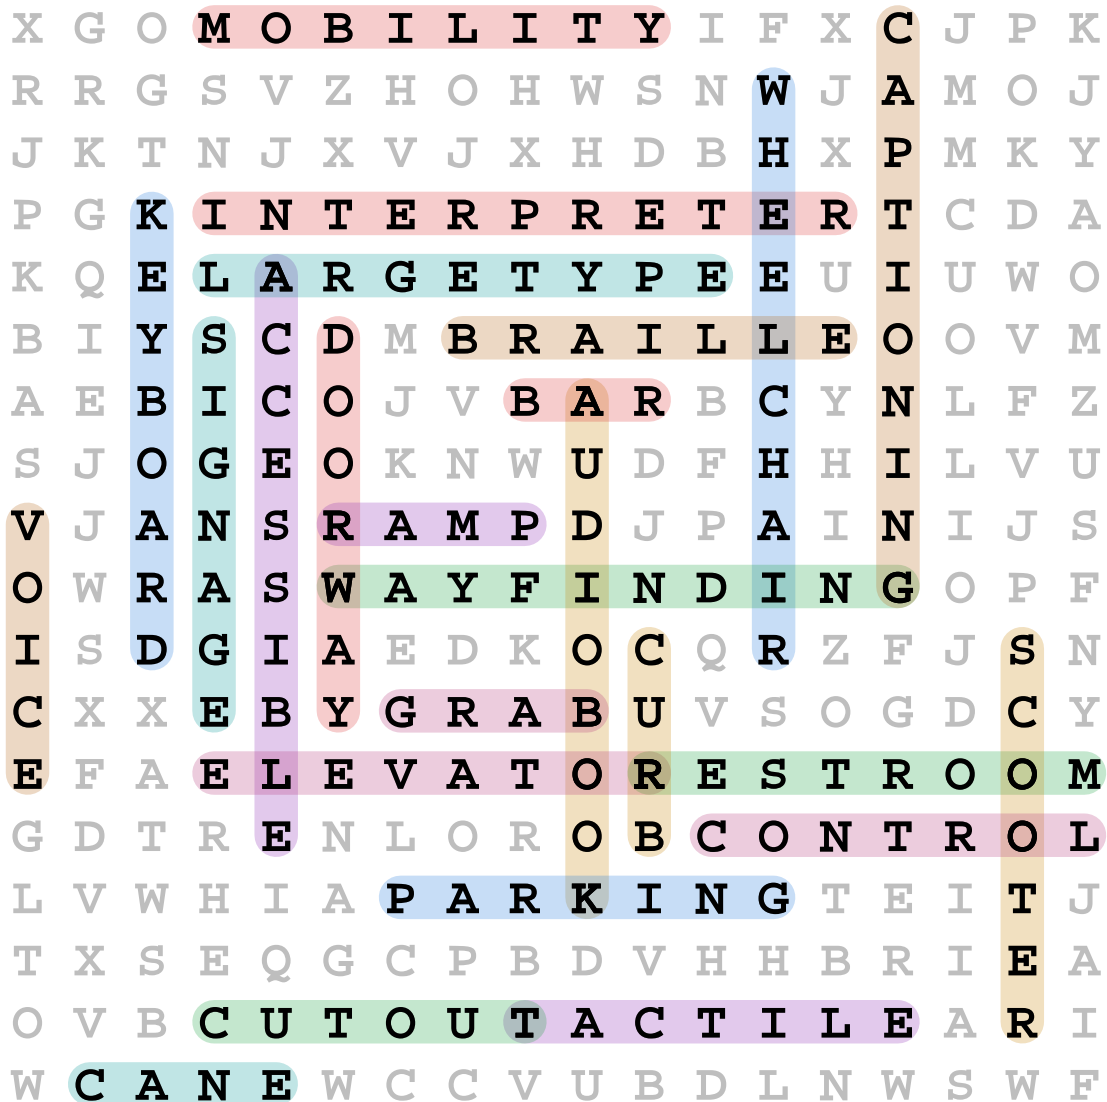 X G O M O B I L I T Y I F X C J P K
R R G S V Z H O H W S N W J A M O J
J K T N J X V J X H D B H X P M K Y
P G K I N T E R P R E T E R T C D A
K Q E L A R G E T Y P E E U I U W O
B I Y S C D M B R A I L L E O O V M
A E B I C O J V B A R B C Y N L F Z
S J O G E O K N W U D F H H I L V U
V J A N S R A M P D J P A I N I J S
O W R A S W A Y F I N D I N G O P F
I S D G I A E D K O C Q R Z F J S N
C X X E B Y G R A B U V S O G D C Y
E F A E L E V A T O R E S T R O O M
G D T R E N L O R O B C O N T R O L
L V W H I A P A R K I N G T E I T J
T X S E Q G C P B D V H H B R I E A
O V B C U T O U T A C T I L E A R I
W C A N E W C C V U B D L N W S W F